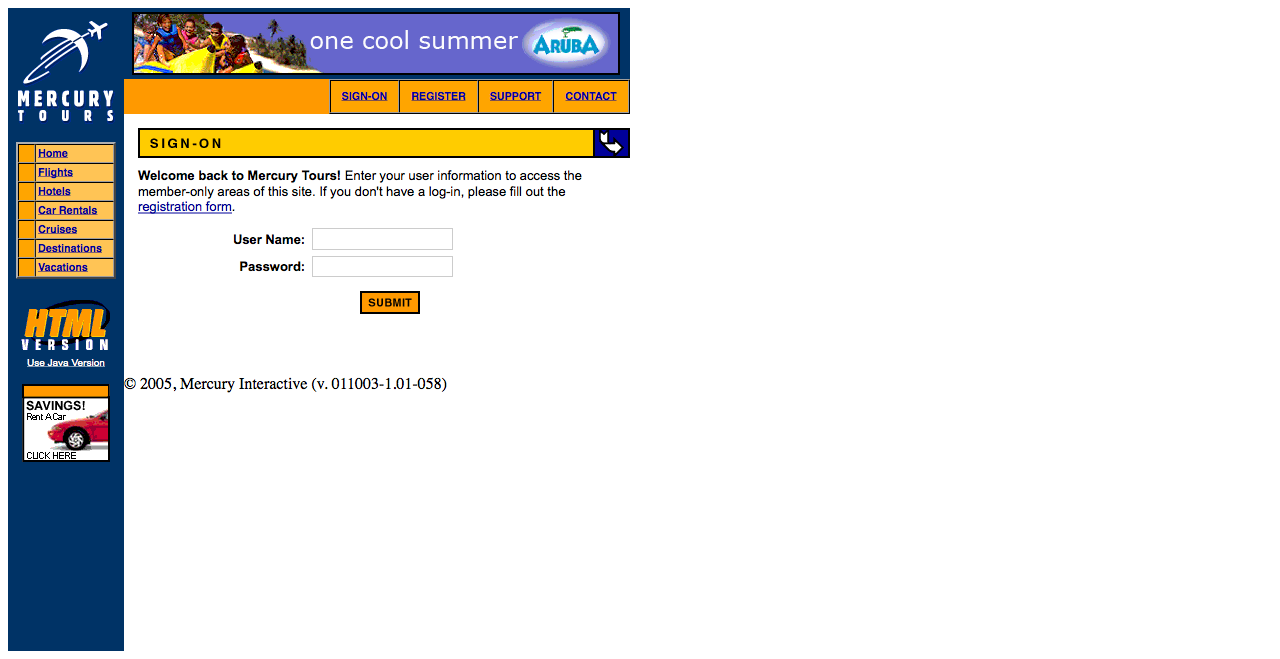 one cool summer ARUBA
MERCURY
TOURS
SIGN-ON REGISTER SUPPORT CONTACT
Home
Flights
Hotels
Car Rentals
Cruises
Destinations
Vacations
HTML
VERSION
Use Java Version
SAVINGS!
Rent A Car
CLICK HERE
SIGN-ON
Welcome back to Mercury Tours! Enter your user information to access the
member-only areas of this site. If you don't have a log-in, please fill out the
registration form.
User Name:
Password:
SUBMIT
© 2005, Mercury Interactive (v. 011003-1.01-058)